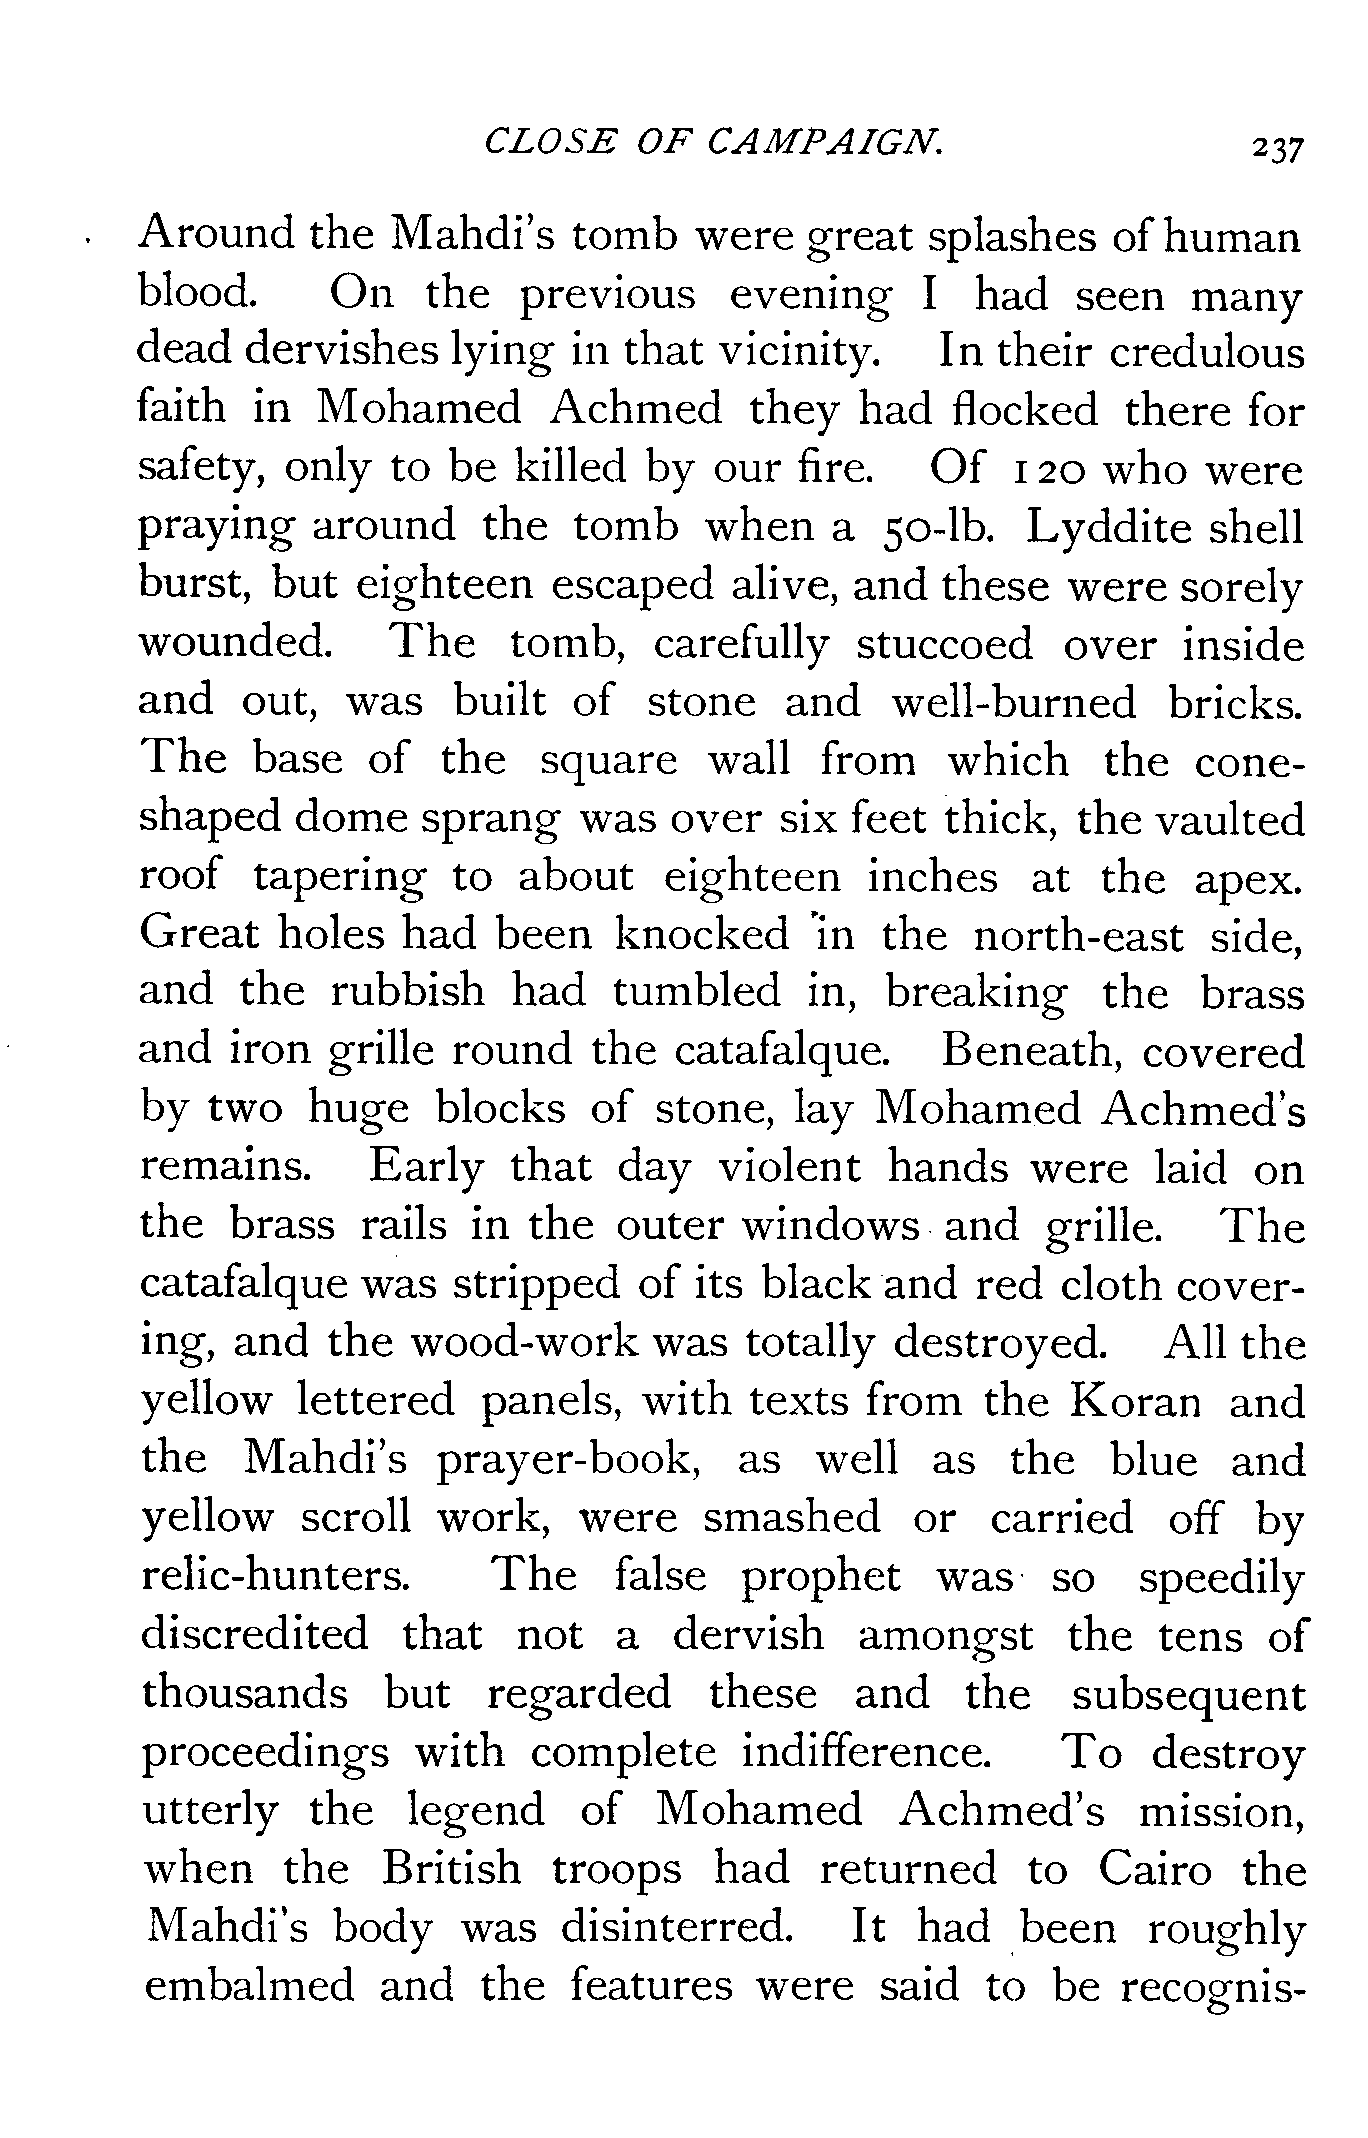 CLOSE OF CAMPAIGN. 237
Around the Mahdi's tomb were great splashes of human
blood. On the previous evening I had seen many
dead dervishes lying in that vicinity. In their credulous
faith in Mohamed Achmed they had flocked there for
safety, only to be killed by our fire. Of 120 who were
praying around the tomb when a 50-lb. Lyddite shell
burst, but eighteen escaped alive, and these were sorely
wounded. The tomb, carefully stuccoed over inside
and out, was built of stone and well-burned bricks.
The base of the square wall from which the cone-
shaped dome sprang was over six feet thick, the vaulted
roof tapering to about eighteen inches at the apex.
Great holes had been knocked in the north-east side,
and the rubbish had tumbled in, breaking the brass
and iron grille round the catafalque. Beneath, covered
by two huge blocks of stone, lay Mohamed Achmed's
remains. Early that day violent hands were laid on
the brass rails in the outer windows and grille. The
catafalque was stripped of its black and red cloth cover-
ing, and the wood-work was totally destroyed. All the
yellow lettered panels, with texts from the Koran and
the Mahdi's prayer-book, as well as the blue and
yellow scroll work, were smashed or carried off by
relic-hunters. The false prophet was so speedily
discredited that not a dervish amongst the tens of
thousands but regarded these and the subsequent
proceedings with complete indifference. To destroy
utterly the legend of Mohamed Achmed's mission,
when the British troops had returned to Cairo the
Mahdi's body was disinterred. It had been roughly
embalmed and the features were said to be recognis-